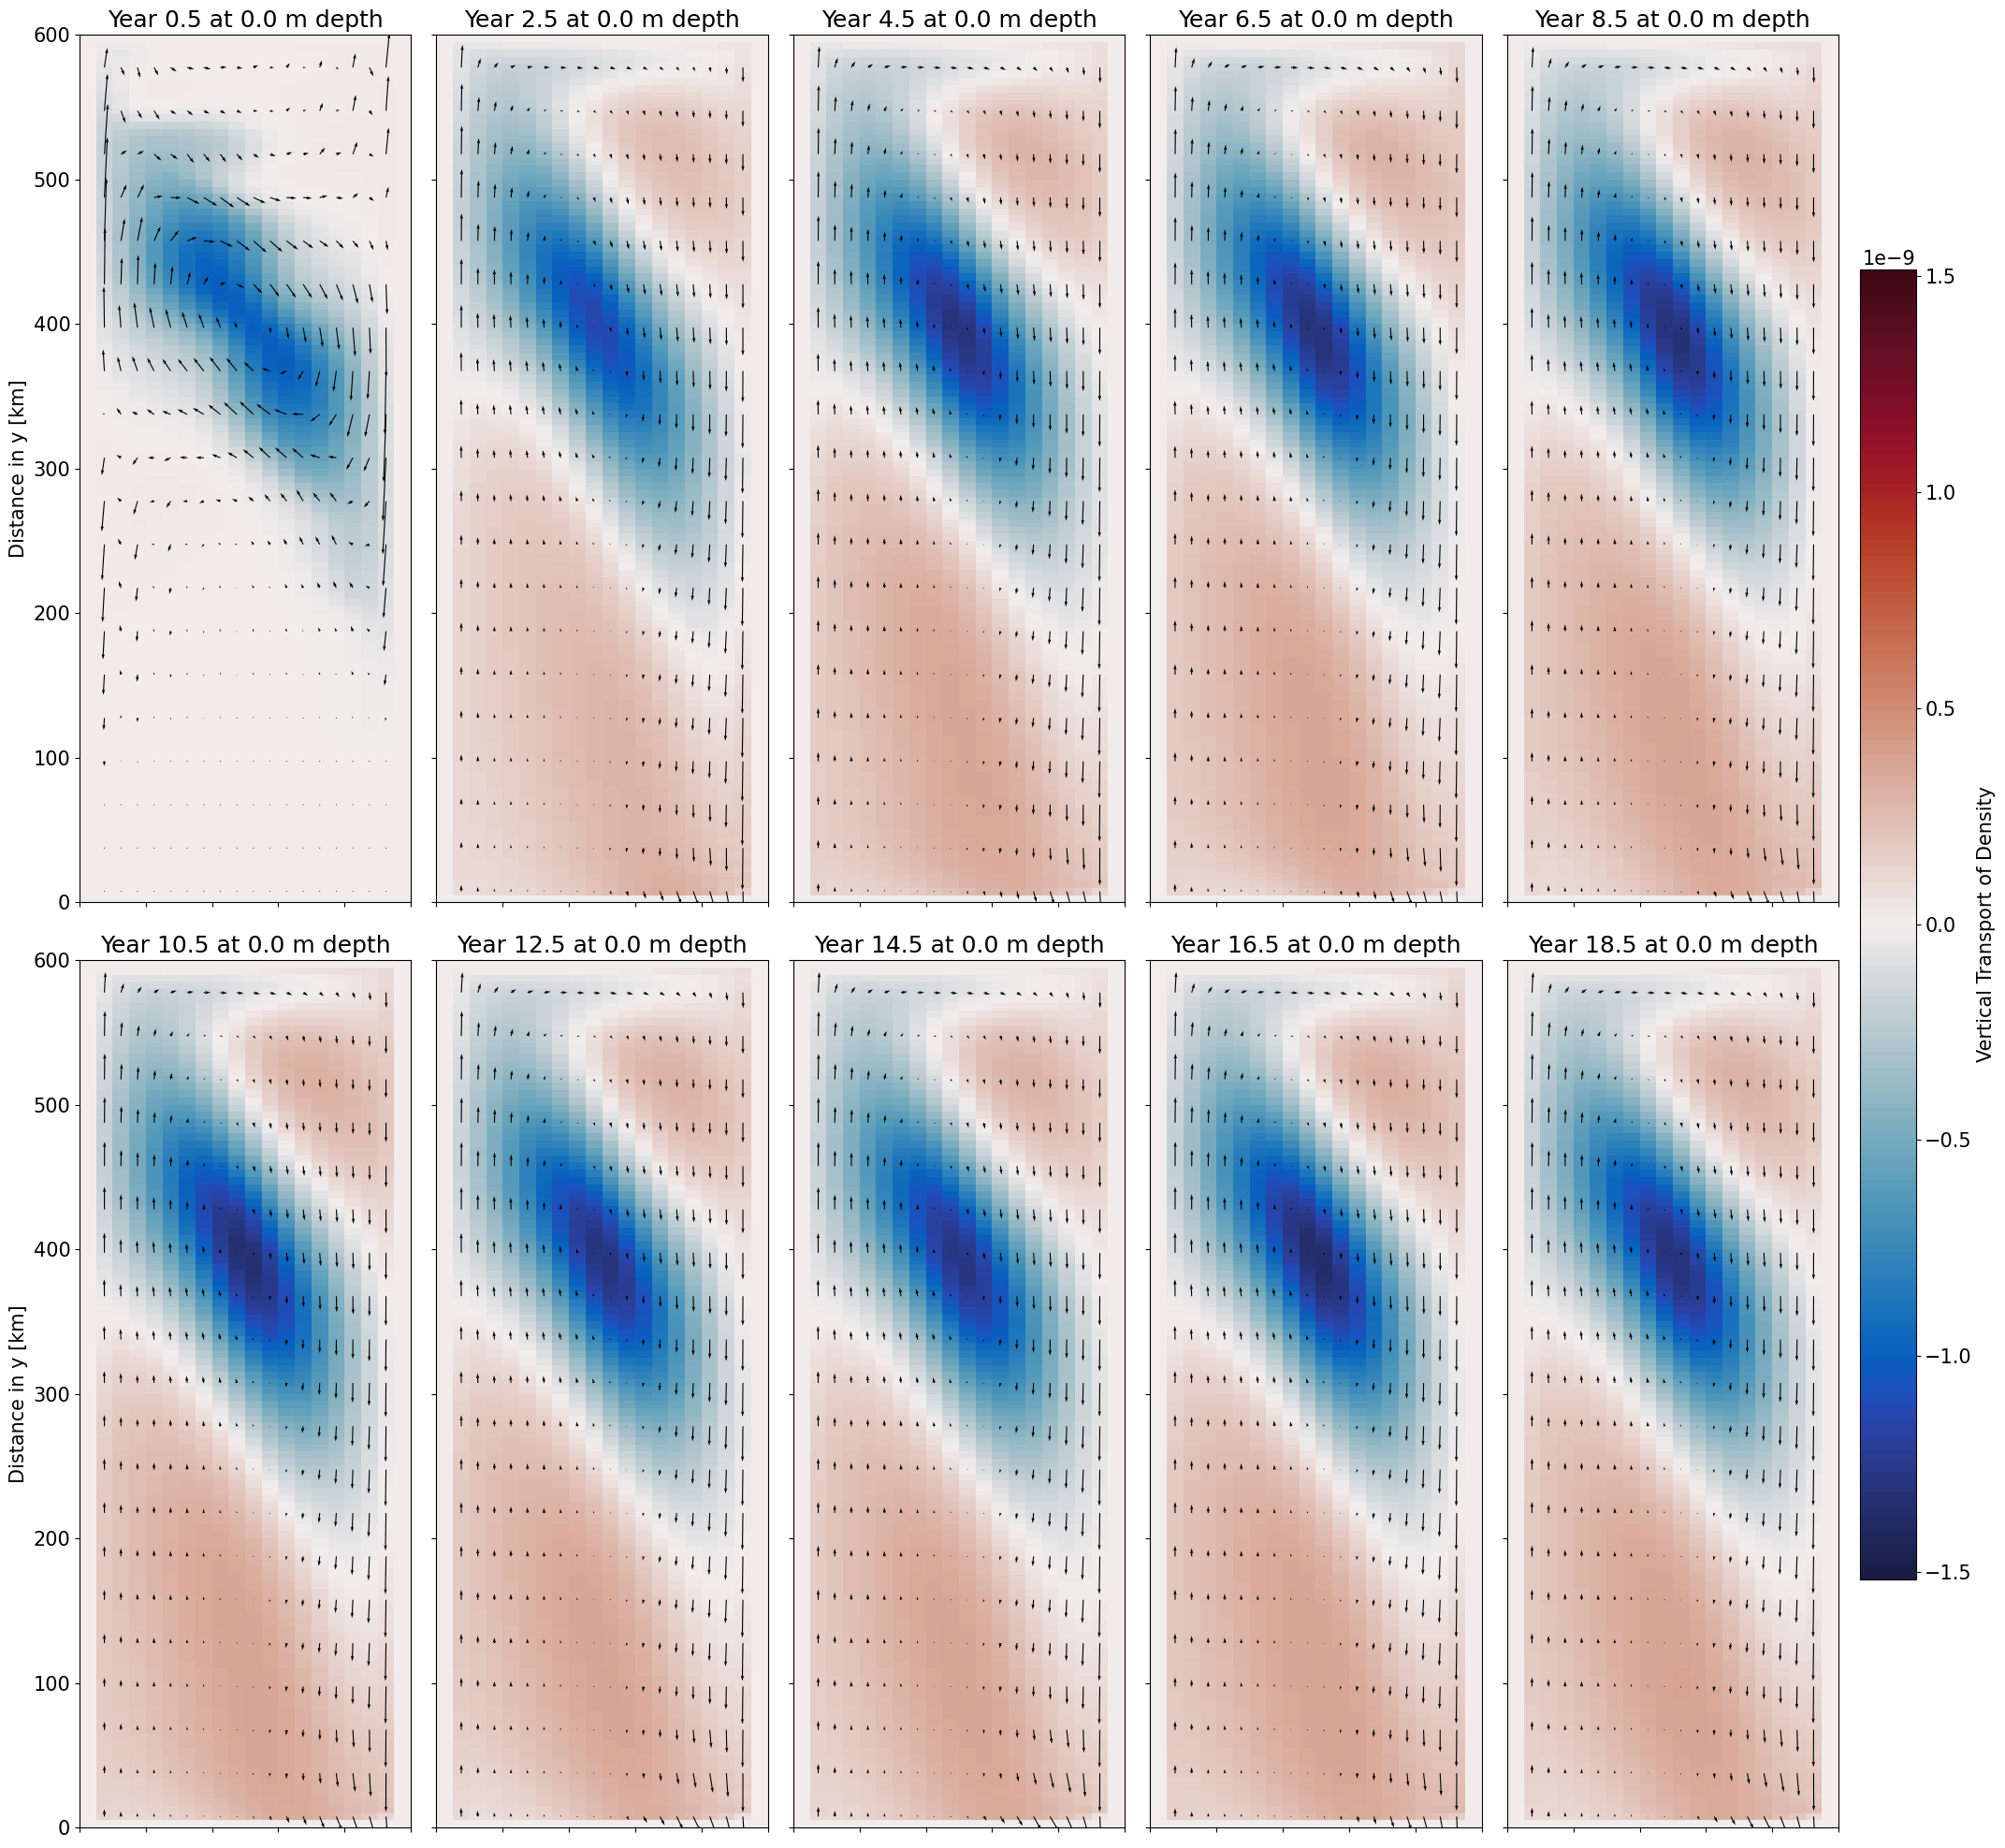 Year 0.5 at 0.0 m depth
Year 2.5 at 0.0 m depth
Year 4.5 at 0.0 m depth
Year 6.5 at 0.0 m depth
Year 8.5 at 0.0 m depth
600
500
400
300
200
100
0
Distance in y [km]
Year 10.5 at 0.0 m depth
Year 12.5 at 0.0 m depth
Year 14.5 at 0.0 m depth
Year 16.5 at 0.0 m depth
Year 18.5 at 0.0 m depth
600
500
400
300
200
100
0
Distance in y [km]
1e−9
1.5
1.0
0.5
0.0
−0.5
−1.0
−1.5
Vertical Transport of Density